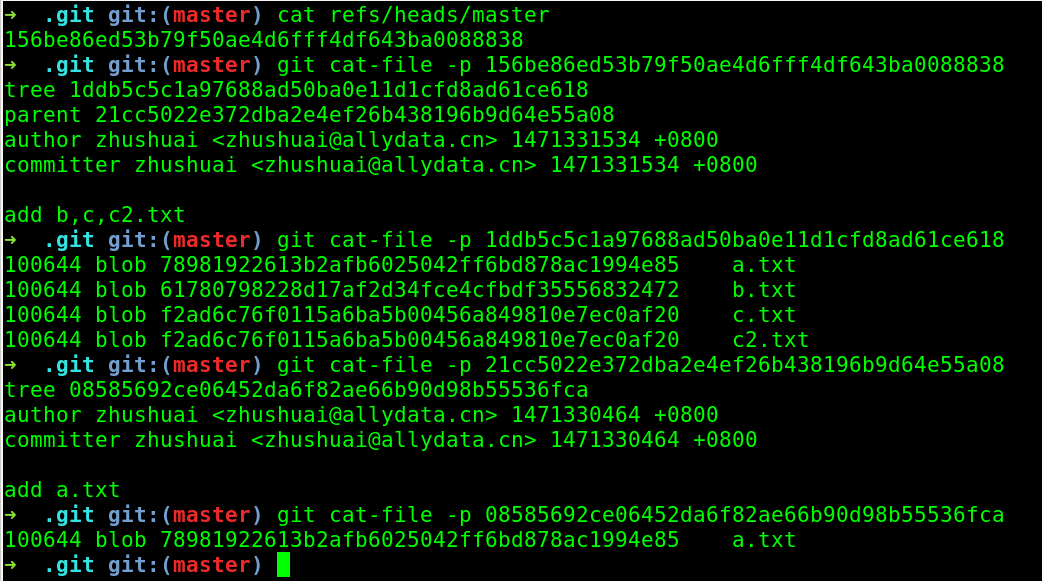 ➜  .git git:(master) cat refs/heads/master
156be86ed53b79f50ae4d6fff4df643ba0088838
➜  .git git:(master) git cat-file -p 156be86ed53b79f50ae4d6fff4df643ba0088838
tree 1ddb5c5c1a97688ad50ba0e11d1cfd8ad61ce618
parent 21cc5022e372dba2e4ef26b438196b9d64e55a08
author zhushuai <zhushuai@allydata.cn> 1471331534 +0800
committer zhushuai <zhushuai@allydata.cn> 1471331534 +0800

add b,c,c2.txt
➜  .git git:(master) git cat-file -p 1ddb5c5c1a97688ad50ba0e11d1cfd8ad61ce618
100644 blob 78981922613b2afb6025042ff6bd878ac1994e85    a.txt
100644 blob 61780798228d17af2d34fce4cfbdf35556832472    b.txt
100644 blob f2ad6c76f0115a6ba5b00456a849810e7ec0af20    c.txt
100644 blob f2ad6c76f0115a6ba5b00456a849810e7ec0af20    c2.txt
➜  .git git:(master) git cat-file -p 21cc5022e372dba2e4ef26b438196b9d64e55a08
tree 08585692ce06452da6f82ae66b90d98b55536fca
author zhushuai <zhushuai@allydata.cn> 1471330464 +0800
committer zhushuai <zhushuai@allydata.cn> 1471330464 +0800

add a.txt
➜  .git git:(master) git cat-file -p 08585692ce06452da6f82ae66b90d98b55536fca
100644 blob 78981922613b2afb6025042ff6bd878ac1994e85    a.txt
➜  .git git:(master)